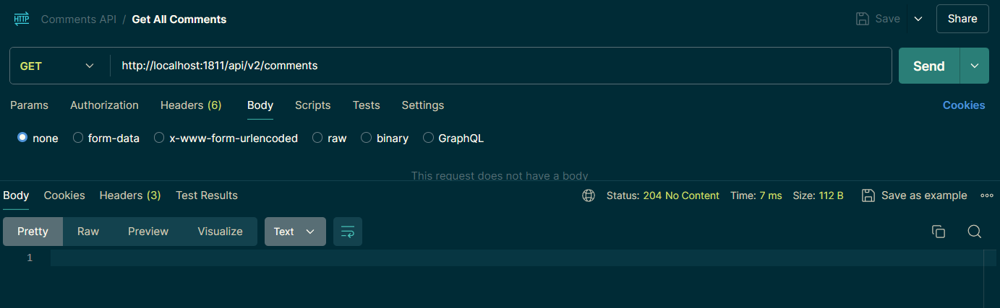 HTTP Comments API / Get All Comments Save Share
GET http://localhost:1811/api/v2/comments Send
Params Authorization Headers (6) Body Scripts Tests Settings Cookies
none form-data x-www-form-urlencoded raw binary GraphQL
This request does not have a body
Body Cookies Headers (3) Test Results Status: 204 No Content Time: 7 ms Size: 112 B Save as example
Pretty Raw Preview Visualize Text
1